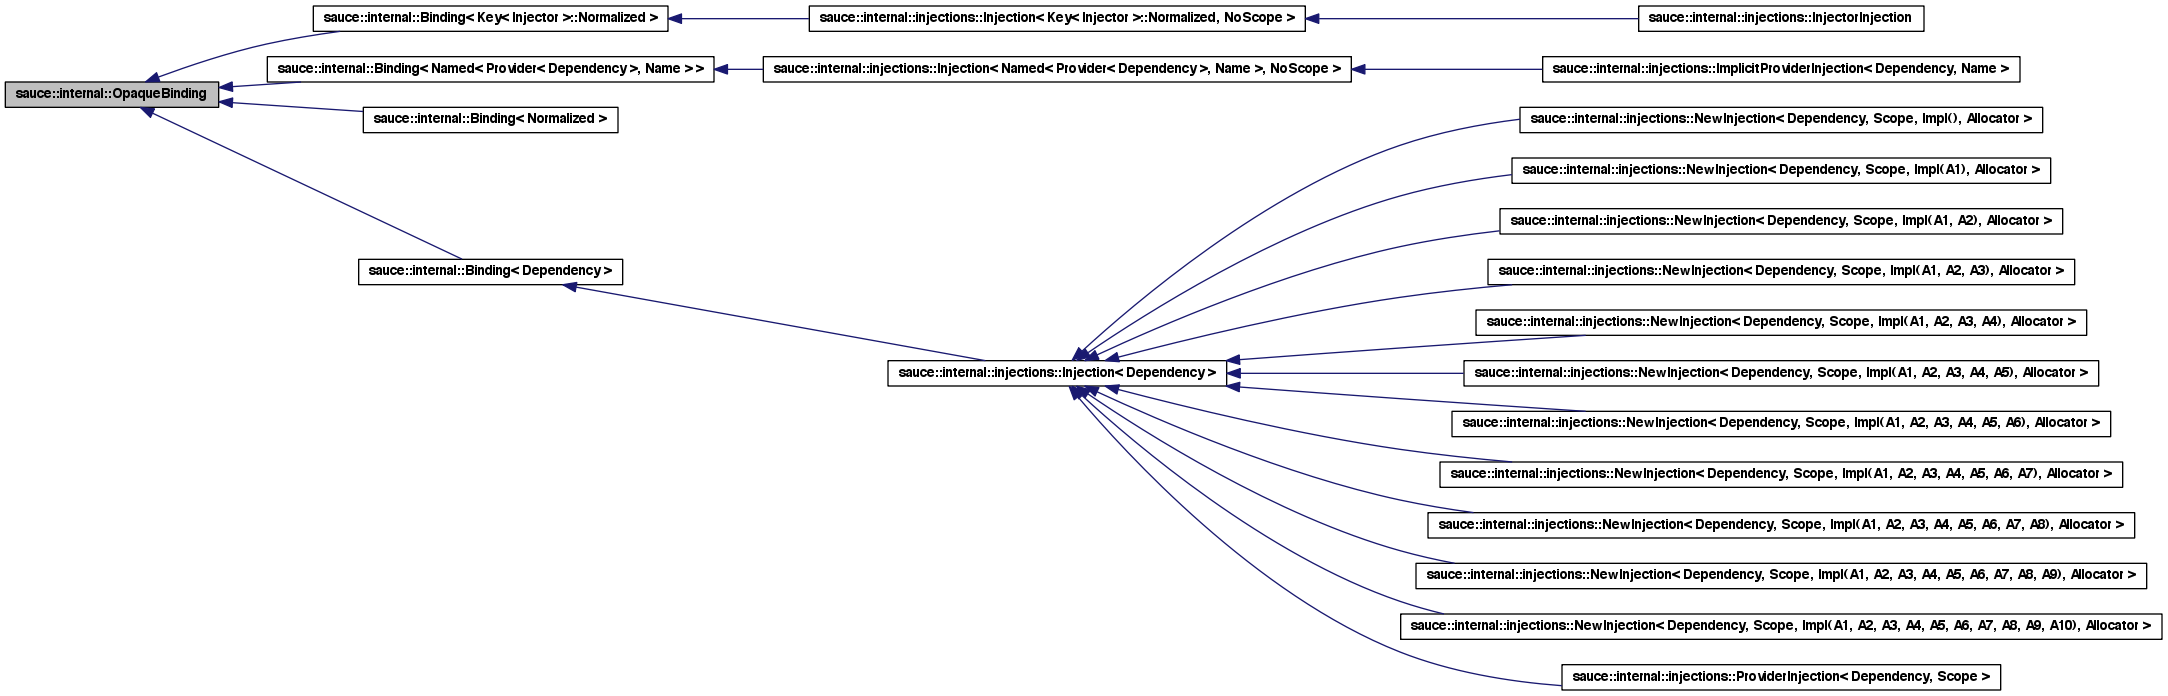 sauce::internal::Binding< Key< Injector >::Normalized >
sauce::internal::injections::Injection< Key< Injector >::Normalized, NoScope >
sauce::internal::injections::InjectorInjection
sauce::internal::Binding< Named< Provider< Dependency >, Name > >
sauce::internal::injections::Injection< Named< Provider< Dependency >, Name >, NoScope >
sauce::internal::injections::ImplicitProviderInjection< Dependency, Name >
sauce::internal::OpaqueBinding
sauce::internal::Binding< Normalized >
sauce::internal::injections::NewInjection< Dependency, Scope, Impl(), Allocator >
sauce::internal::injections::NewInjection< Dependency, Scope, Impl(A1), Allocator >
sauce::internal::injections::NewInjection< Dependency, Scope, Impl(A1, A2), Allocator >
sauce::internal::Binding< Dependency >
sauce::internal::injections::NewInjection< Dependency, Scope, Impl(A1, A2, A3), Allocator >
sauce::internal::injections::NewInjection< Dependency, Scope, Impl(A1, A2, A3, A4), Allocator >
sauce::internal::injections::Injection< Dependency >
sauce::internal::injections::NewInjection< Dependency, Scope, Impl(A1, A2, A3, A4, A5), Allocator >
sauce::internal::injections::NewInjection< Dependency, Scope, Impl(A1, A2, A3, A4, A5, A6), Allocator >
sauce::internal::injections::NewInjection< Dependency, Scope, Impl(A1, A2, A3, A4, A5, A6, A7), Allocator >
sauce::internal::injections::NewInjection< Dependency, Scope, Impl(A1, A2, A3, A4, A5, A6, A7, A8), Allocator >
sauce::internal::injections::NewInjection< Dependency, Scope, Impl(A1, A2, A3, A4, A5, A6, A7, A8, A9), Allocator >
sauce::internal::injections::NewInjection< Dependency, Scope, Impl(A1, A2, A3, A4, A5, A6, A7, A8, A9, A10), Allocator >
sauce::internal::injections::ProviderInjection< Dependency, Scope >